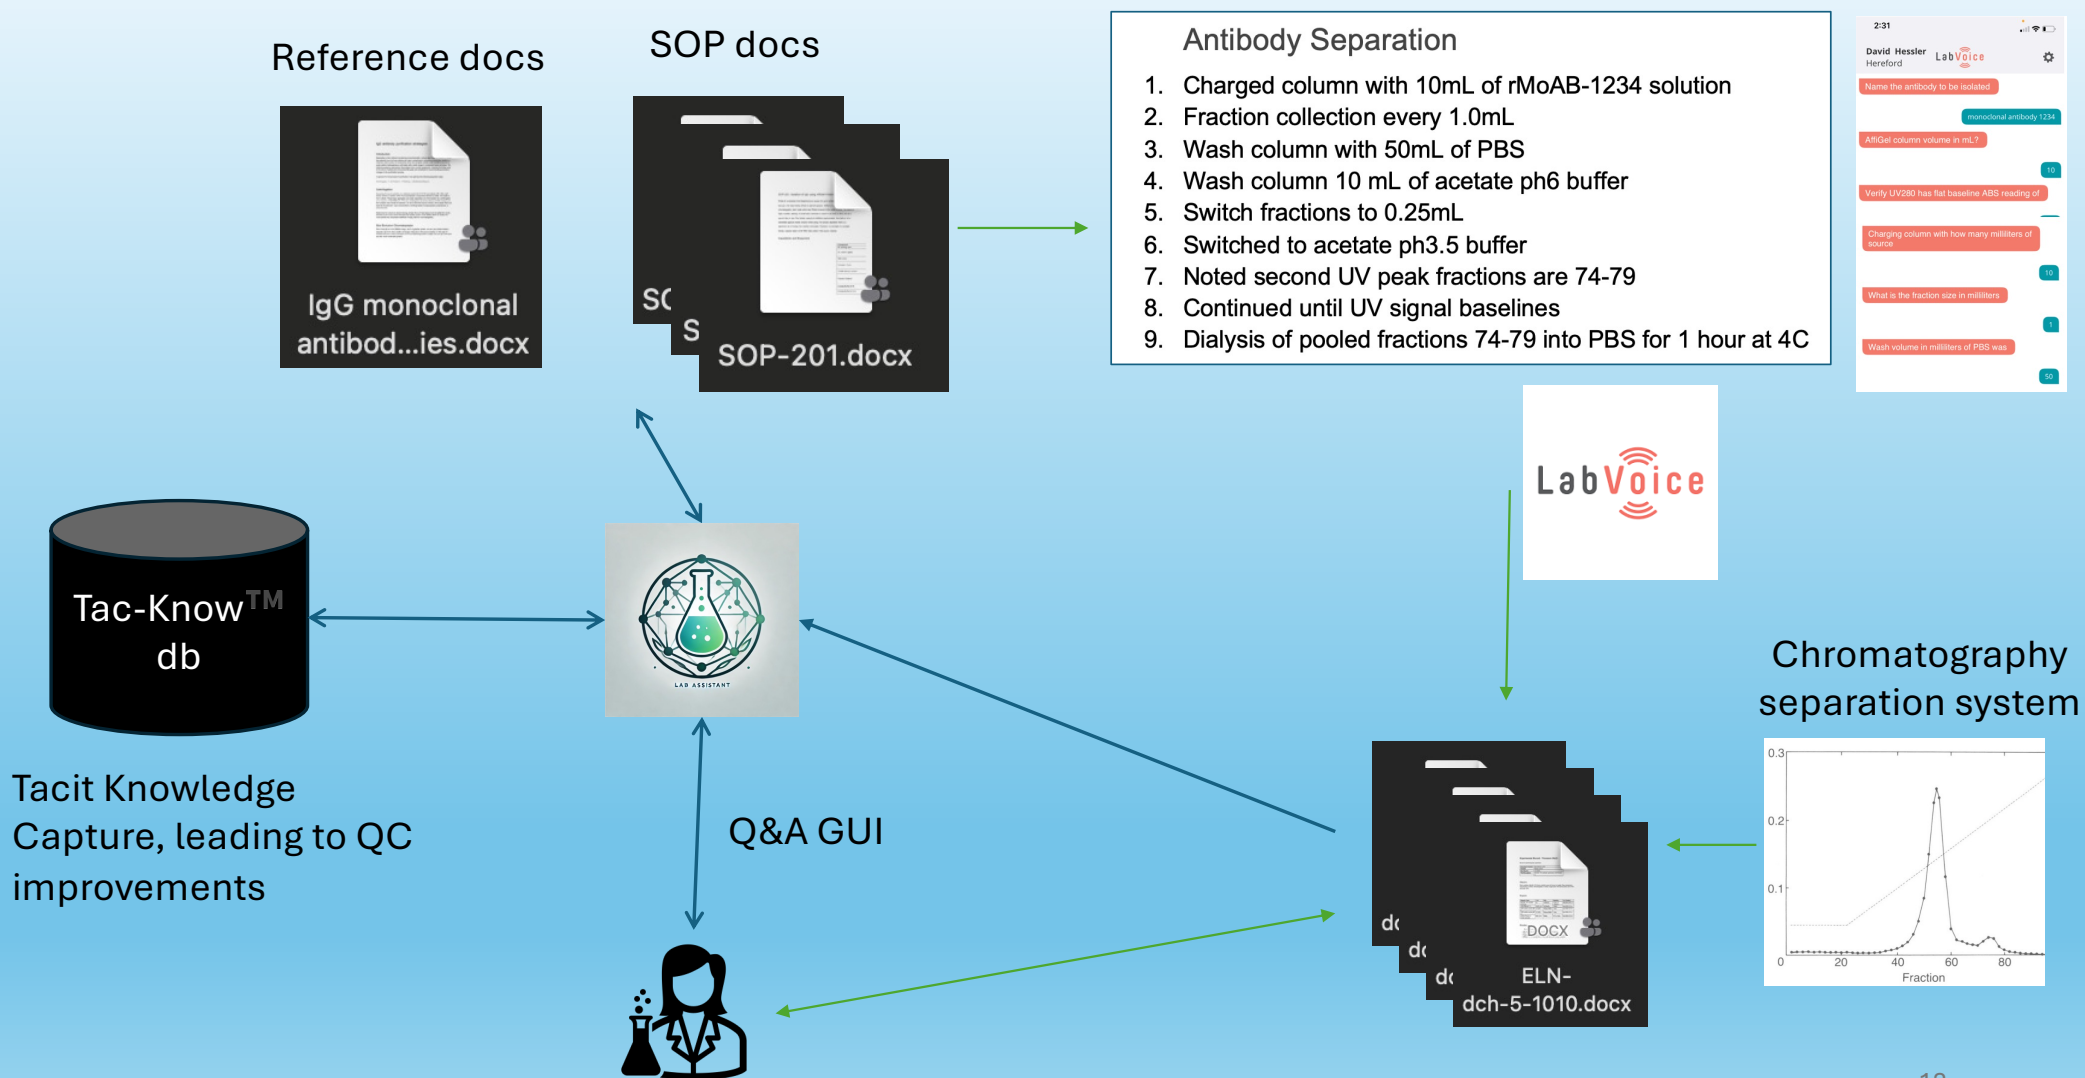 Reference docs
IgG monoclonal
antibod...ies.docx
SOP docs
SO
S
SOP-201.docx
Antibody Separation
1. Charged column with 10mL of rMoAB-1234 solution
2. Fraction collection every 1.0mL
3. Wash column with 50mL of PBS
4. Wash column 10 mL of acetate ph6 buffer
5. Switch fractions to 0.25mL
6. Switched to acetate ph3.5 buffer
7. Noted second UV peak fractions are 74-79
8. Continued until UV signal baselines
9. Dialysis of pooled fractions 74-79 into PBS for 1 hour at 4C
2:31
David Hessler
Hereford
LabVoice
Name the antibody to be isolated
monoclonal antibody 1234
AffiGel column volume in mL?
10
Verify UV280 has flat baseline ABS reading of
Charging column with how many milliliters of
source
10
What is the fraction size in milliliters
1
Wash volume in milliliters of PBS was
50
LabVoice
Tac-Know™
db
LAB ASSISTANT
Tacit Knowledge
Capture, leading to QC
improvements
Q&A GUI
dc
dc
dc
DOCX
ELN-
dch-5-1010.docx
Chromatography
separation system
0.3
0.2
0.1
0 20 40 60 80
Fraction